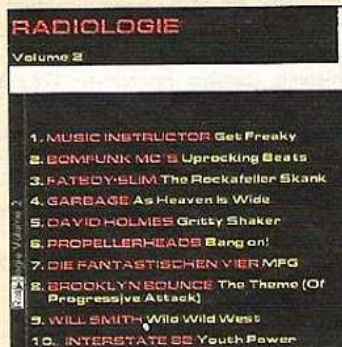 RADIOLOGIE
Volume 2
1. MUSIC INSTRUCTOR Get Freaky
2. BOMFUNK MC'S Uprocking Beats
3. FATBOY-SLIM The Rockafeller Skank
4. GARBAGE As Heaven Is Wide
5. DAVID HOLMES Gritty Shaker
6. PROPELLERHEADS Bang on!
7. DIE FANTASTISCHEN VIER MFG
8. BROOKLYN BOUNCE The Theme (Of
Progressive Attack)
9. WILL SMITH Wild Wild West
10. INTERSTATE 82 Youth Power
Volume 2